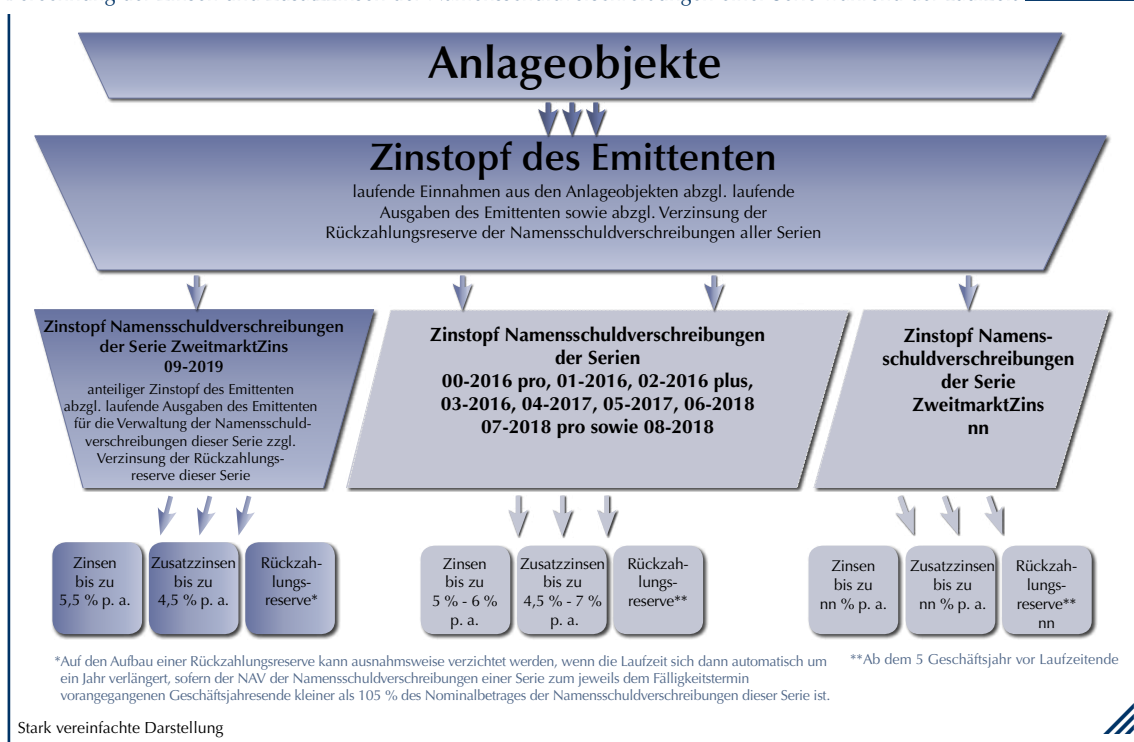 Anlageobjekte
Zinstopf des Emittenten
laufende Einnahmen aus den Anlageobjekten abzgl. laufende
Ausgaben des Emittenten sowie abzgl. Verzinsung der
Rückzahlungsreserve der Namensschuldverschreibungen aller Serien
Zinstopf Namensschuldverschreibungen
der Serie ZweitmarktZins
09-2019
anteiliger Zinstopf des Emittenten
abzgl. laufende Ausgaben des Emittenten
für die Verwaltung der Namensschuld-
verschreibungen dieser Serie zzgl.
Verzinsung der Rückzahlungs-
reserve dieser Serie
Zinstopf Namensschuldverschreibungen
der Serien
00-2016 pro, 01-2016, 02-2016 plus,
03-2016, 04-2017, 05-2017, 06-2018
07-2018 pro sowie 08-2018
Zinstopf Namens-
schuldverschreibungen
der Serie
ZweitmarktZins
nn
Zinsen
bis zu
5,5 % p. a.
Zusatzzinsen
bis zu
4,5 % p. a.
Rückzah-
lungs-
reserve*
Zinsen
bis zu
5 % - 6 %
p. a.
Zusatzzinsen
bis zu
4,5 % - 7 %
p. a.
Rückzah-
lungs-
reserve**
Zinsen
bis zu
nn % p. a.
Zusatzzinsen
bis zu
nn % p. a.
Rückzah-
lungs-
reserve**
nn
*Auf den Aufbau einer Rückzahlungsreserve kann ausnahmsweise verzichtet werden, wenn die Laufzeit sich dann automatisch um
ein Jahr verlängert, sofern der NAV der Namensschuldverschreibungen einer Serie zum jeweils dem Fälligkeitstermin
vorangegangenen Geschäftsjahresende kleiner als 105 % des Nominalbetrages der Namensschuldverschreibungen dieser Serie ist.
**Ab dem 5 Geschäftsjahr vor Laufzeitende
Stark vereinfachte Darstellung